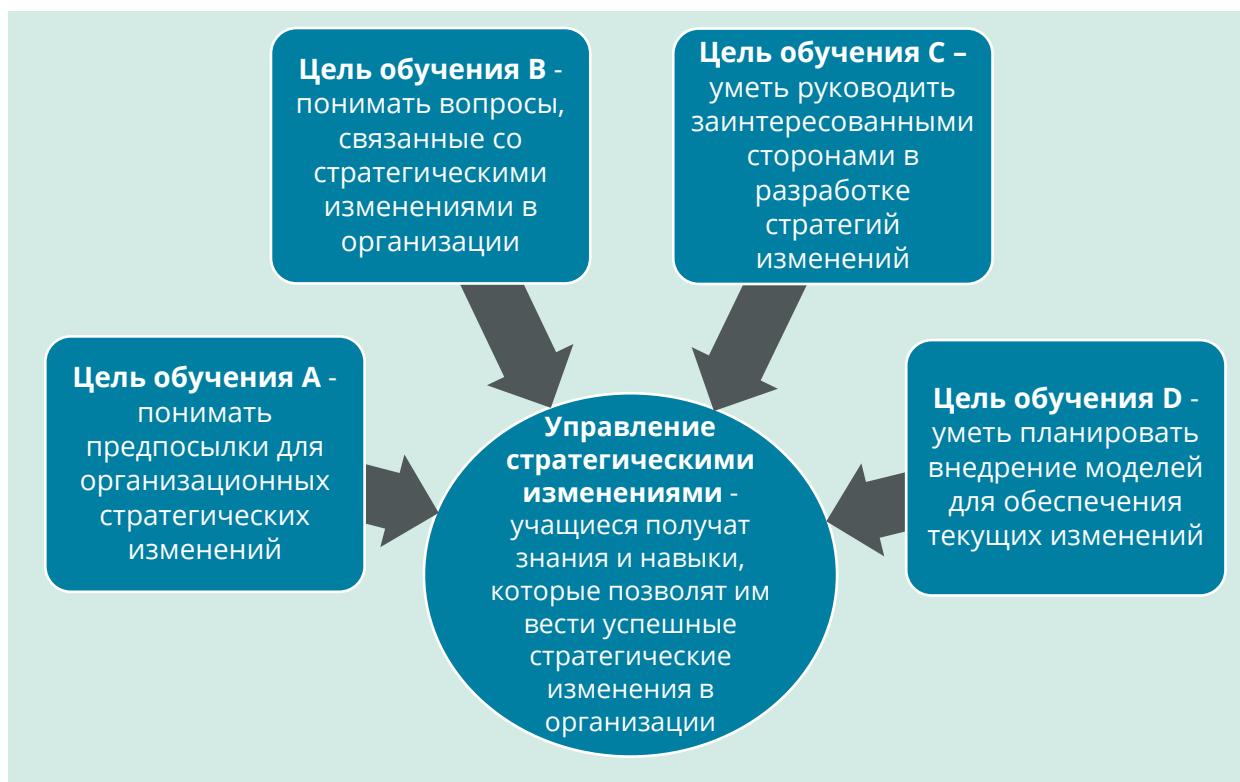 Цель обучения B -
понимать вопросы,
связанные со
стратегическими
изменениями в
организации
Цель обучения C –
уметь руководить
заинтересованными
сторонами в
разработке
стратегий
изменений
Цель обучения A -
понимать
предпосылки для
организационных
стратегических
изменений
Цель обучения D -
уметь планировать
внедрение моделей
для обеспечения
текущих изменений
Управление
стратегическими
изменениями -
учащиеся получат
знания и навыки,
которые позволят им
вести успешные
стратегические
изменения в
организации